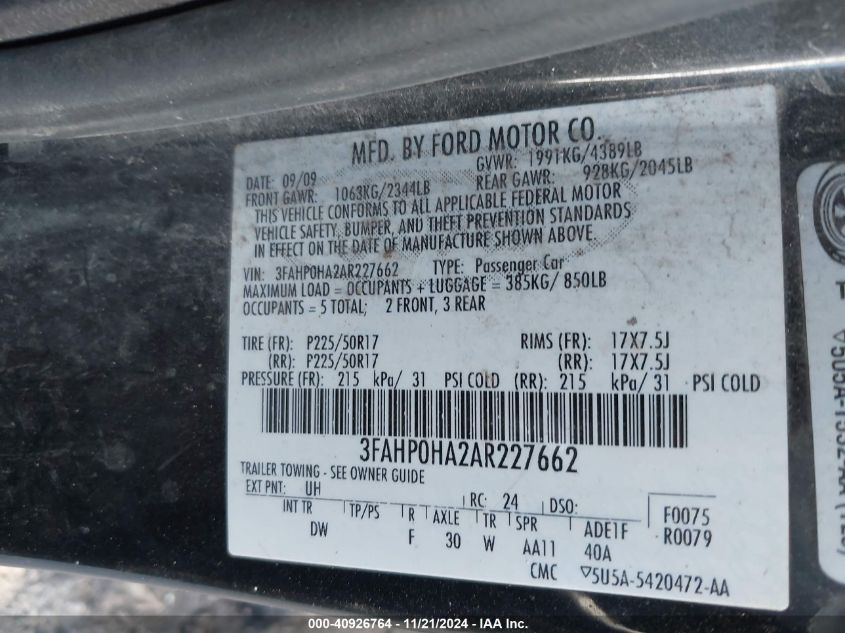 MFD. BY FORD MOTOR CO.
DATE: 09/09 GVWR: 1991KG/4389LB
FRONT GAWR: 1063KG/2344LB REAR GAWR: 928KG/2045LB
THIS VEHICLE CONFORMS TO ALL APPLICABLE FEDERAL MOTOR
VEHICLE SAFETY, BUMPER, AND THEFT PREVENTION STANDARDS
IN EFFECT ON THE DATE OF MANUFACTURE SHOWN ABOVE.
VIN: 3FAHP0HA2AR227662 TYPE: Passenger Car
MAXIMUM LOAD = OCCUPANTS + LUGGAGE = 385KG/ 850LB
OCCUPANTS = 5 TOTAL; 2 FRONT, 3 REAR
TIRE (FR): P225/50R17 RIMS (FR): 17X7.5J
(RR): P225/50R17 (RR): 17X7.5J
PRESSURE (FR): 215 kPa/ 31 PSI COLD (RR): 215 kPa/ 31 PSI COLD
3FAHP0HA2AR227662
TRAILER TOWING - SEE OWNER GUIDE
EXT PNT: UH RC: 24 DSO: F0075
INT TR TP/PS R AXLE TR SPR ADE1F R0079
DW F 30 W AA11 40A
CMC ▽5U5A-5420472-AA
000-40926764 - 11/21/2024 - IAAI Inc.